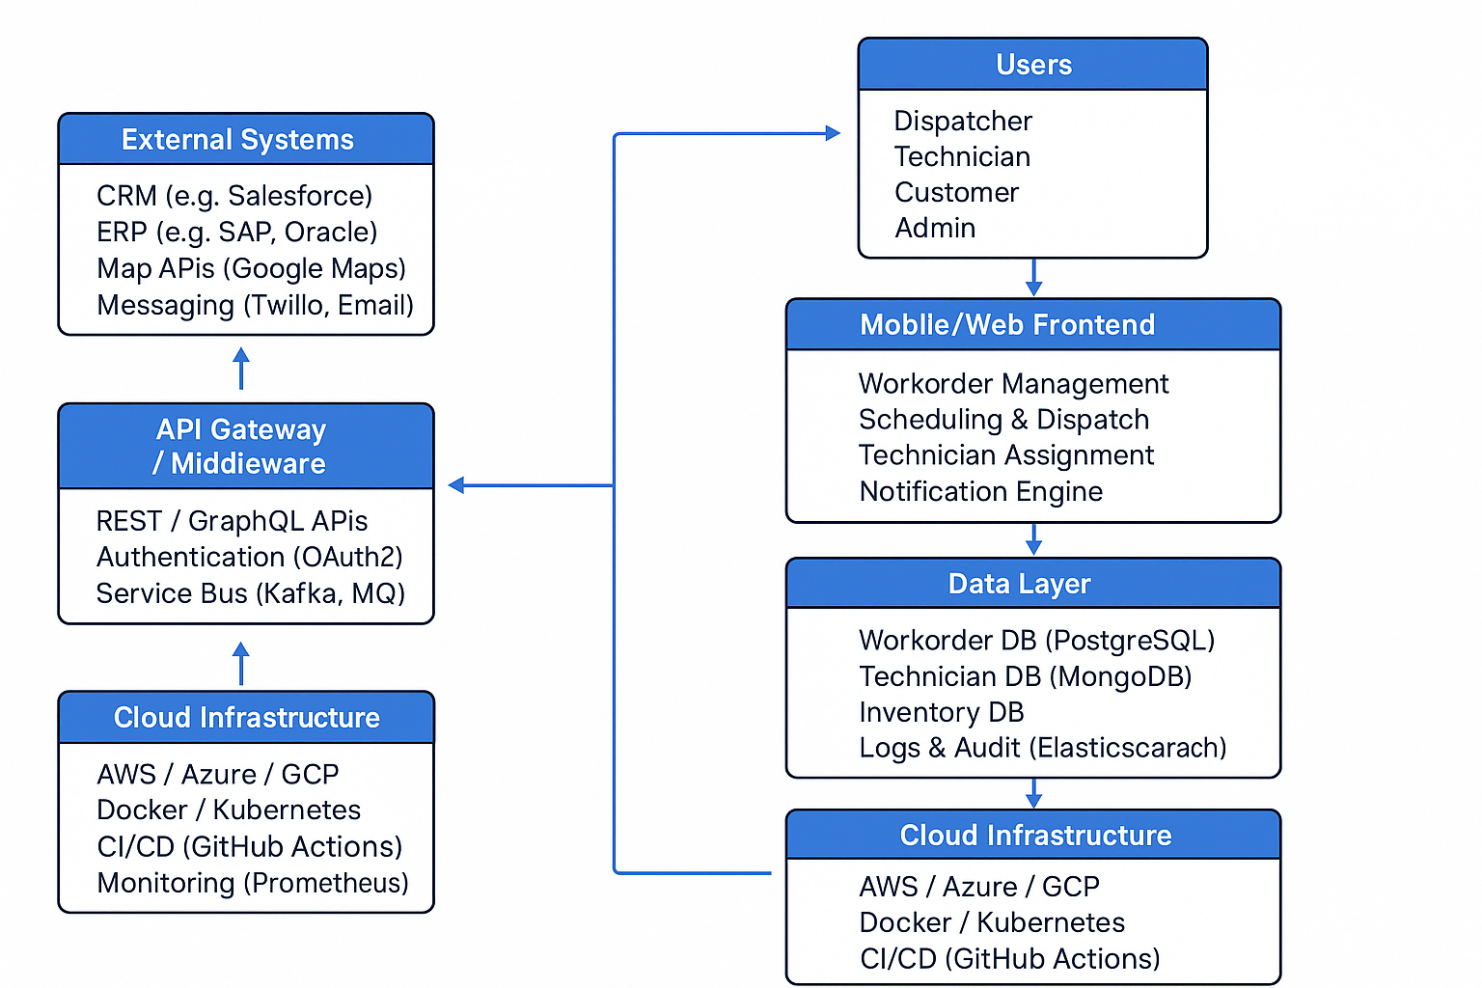 External Systems
CRM (e.g. Salesforce)
ERP (e.g. SAP, Oracle)
Map APis (Google Maps)
Messaging (Twillo, Email)
API Gateway
/ Middieware
REST / GraphQL APis
Authentication (OAuth2)
Service Bus (Kafka, MQ)
Cloud Infrastructure
AWS / Azure / GCP
Docker / Kubernetes
CI/CD (GitHub Actions)
Monitoring (Prometheus)
Users
Dispatcher
Technician
Customer
Admin
Moblle/Web Frontend
Workorder Management
Scheduling & Dispatch
Technician Assignment
Notification Engine
Data Layer
Workorder DB (PostgreSQL)
Technician DB (MongoDB)
Inventory DB
Logs & Audit (Elasticscarach)
Cloud Infrastructure
AWS / Azure / GCP
Docker / Kubernetes
CI/CD (GitHub Actions)